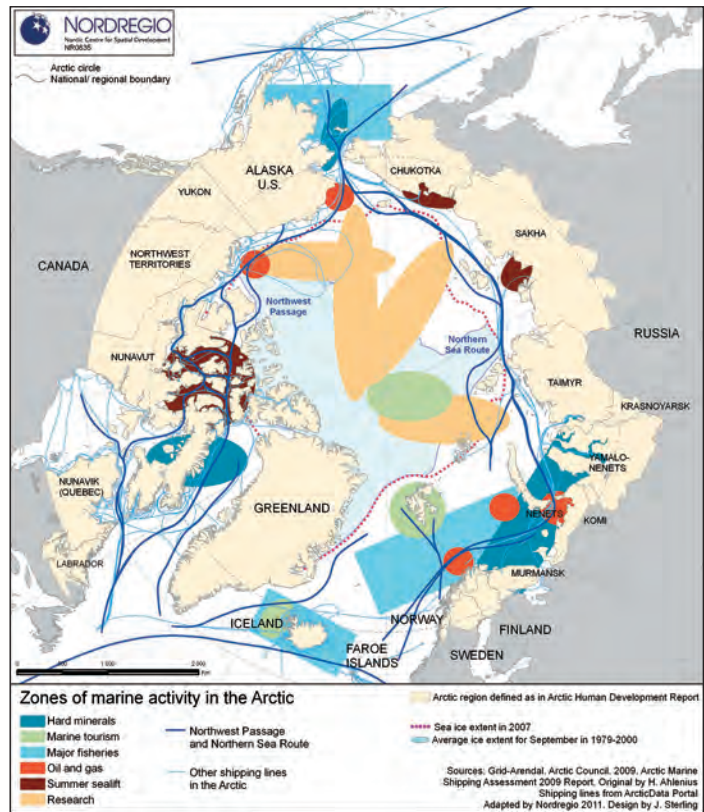 NORDREGIO
Nordic Centre for Spatial Development
NR0635
Arctic circle
National/ regional boundary
ALASKA
U.S.
CHUKOTKA
YUKON
SAKHA
NORTHWEST
TERRITORIES
CANADA
Northwest
Passage
Northern
Sea Route
RUSSIA
NUNAVUT
TAIMYR
KRASNOYARSK
YAMALO-
NENETS
NUNAVIK
(QUEBEC)
GREENLAND
NENETS
KOMI
LABRADOR
MURMANSK
ICELAND
NORWAY
FAROE
ISLANDS
FINLAND
SWEDEN
Zones of marine activity in the Arctic
Hard minerals
Marine tourism
Major fisheries
Oil and gas
Summer sealift
Research
Northwest Passage
and Northern Sea Route
Other shipping lines
in the Arctic
Arctic region defined as in Arctic Human Development Report
Sea ice extent in 2007
Average ice extent for September in 1979-2000
Sources: Grid-Arendal. Arctic Council. 2009. Arctic Marine
Shipping Assessment 2009 Report. Original by H. Ahlenius
Shipping lines from ArcticData Portal
Adapted by Nordregio 2011. Design by J. Sterling